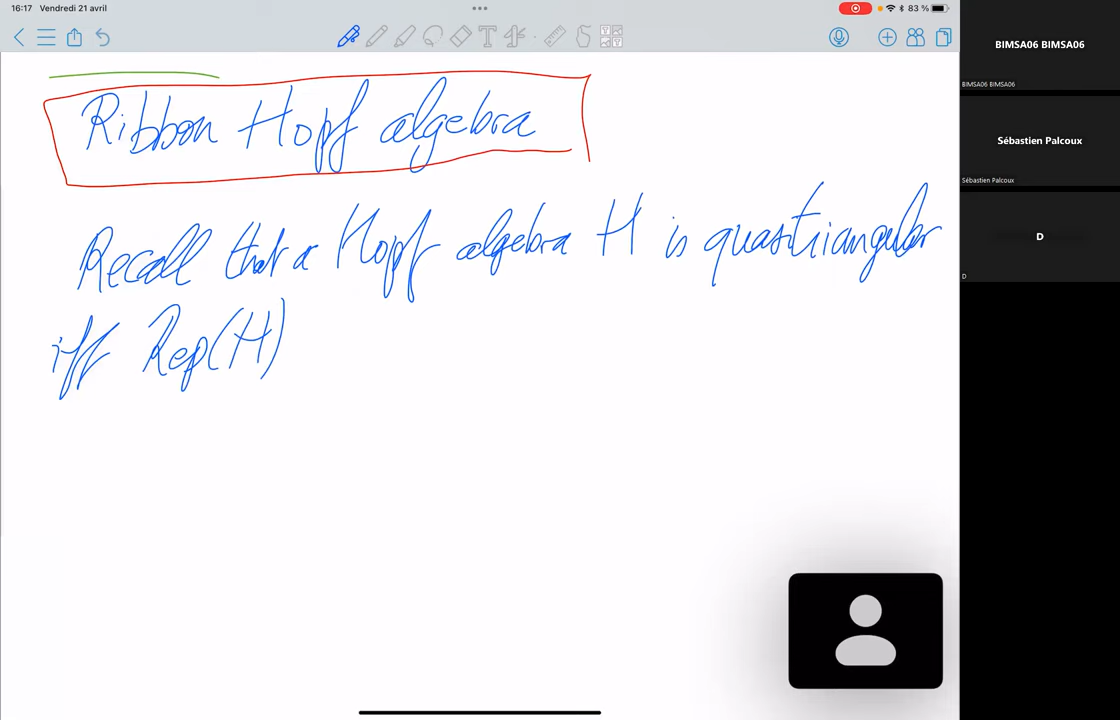 16:17 Vendredi 21 avril
83 %
Ribbon Hopf algebra
Recall that a Hopf algebra H is quasitriangular
iff Rep(H)
BIMSA06 BIMSA06
BIMSA06 BIMSA06
Sébastien Palcoux
Sébastien Palcoux
D
D